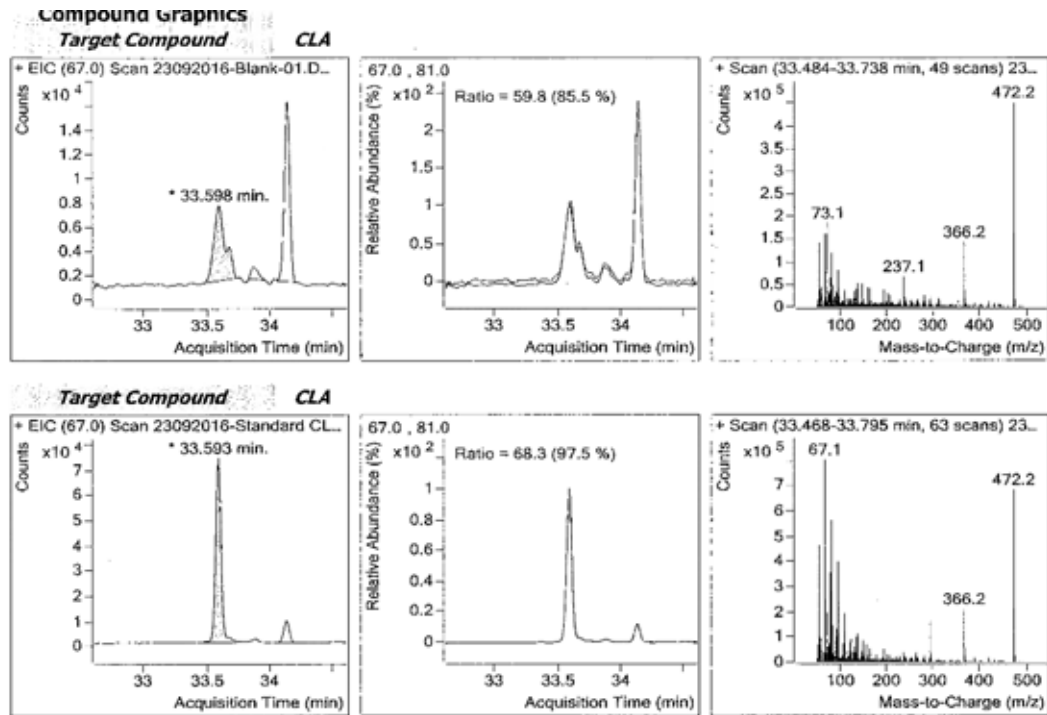 Compound Graphics
Target Compound CLA
+ EIC (67.0) Scan 23092016-Blank-01.D...
x10 4
Counts
1.6
1.4
1.2
1
0.8
0.6
0.4
0.2
0
* 33.598 min.
33 33.5 34
Acquisition Time (min)
67.0 , 81.0
x10 2
Ratio = 59.8 (85.5 %)
Relative Abundance (%)
2
1.5
1
0.5
0
33 33.5 34
Acquisition Time (min)
+ Scan (33.484-33.738 min, 49 scans) 23...
x10 5
Counts
472.2
4
3.5
3
2.5
2
1.5
1
0.5
0
73.1
366.2
237.1
100 200 300 400 500
Mass-to-Charge (m/z)
Target Compound CLA
+ EIC (67.0) Scan 23092016-Standard CL...
x10 4
* 33.593 min.
Counts
7
6
5
4
3
2
1
0
33 33.5 34
Acquisition Time (min)
67.0 , 81.0
x10 2
Ratio = 68.3 (97.5 %)
Relative Abundance (%)
1
0.8
0.6
0.4
0.2
0
33 33.5 34
Acquisition Time (min)
+ Scan (33.468-33.795 min, 63 scans) 23...
x10 5
67.1
Counts
472.2
7
6
5
4
3
2
1
0
366.2
100 200 300 400 500
Mass-to-Charge (m/z)